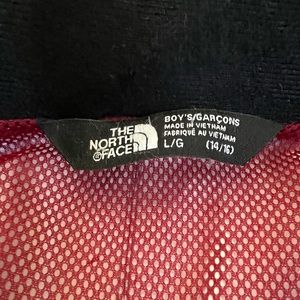 THE
NORTH
FACE
BOY'S/GARÇONS
MADE IN VIETNAM
FABRIQUÉ AU VIETNAM
L/G (14/16)